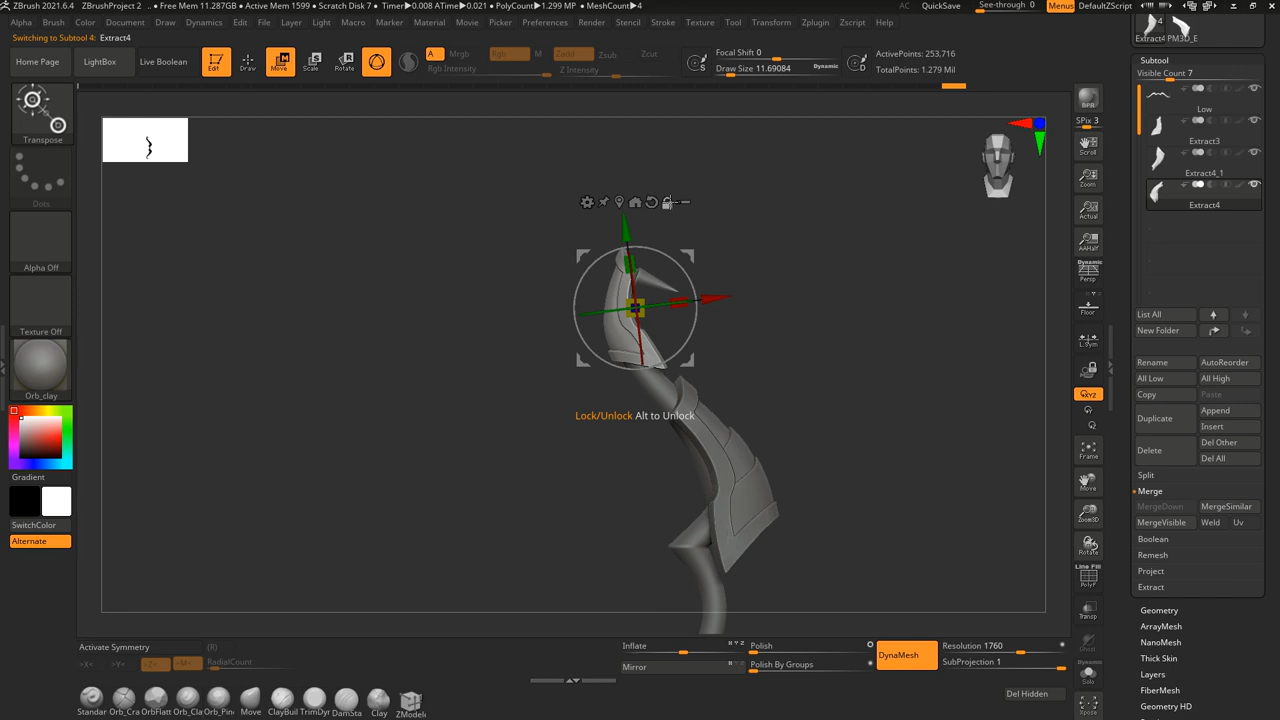 ZBrush 2021.6.4 ZBrushProject 2 • Free Mem 11.287GB • Active Mem 1599 • Scratch Disk 7 • Timer▶0.008 ATime▶0.021 • PolyCount▶1.299 MP • MeshCount▶4 AC QuickSave See-through 0 Menus DefaultZScript
Alpha Brush Color Document Draw Dynamics Edit File Layer Light Macro Marker Material Movie Picker Preferences Render Stencil Stroke Texture Tool Transform Zplugin Zscript Help
Switching to Subtool 4: Extract4
Home Page LightBox Live Boolean Edit Draw Move Scale Rotate A Mrgb Rgb M Zadd Zsub Zcut
Rgb Intensity Z Intensity
Focal Shift 0
Draw Size 11.69084 Dynamic
ActivePoints: 253,716
TotalPoints: 1.279 Mil
Transpose
Dots
Alpha Off
Texture Off
Orb_clay
Gradient
SwitchColor
Alternate
Lock/Unlock Alt to Unlock
BPR
SPix 3
Scroll
Zoom
Actual
AAHalf
Dynamic
Persp
Floor
L.Sym
XYZ
Frame
Move
Zoom3D
Rotate
Line Fill
PolyF
Transp
Ghost
Dynamic
Solo
Xpose
4
Extract4 PM3D_E
Subtool
Visible Count 7
Low
Extract3
Extract4_1
Extract4
List All
New Folder
Rename AutoReorder
All Low All High
Copy Paste
Duplicate Append
Insert
Delete Del Other
Del All
Split
Merge
MergeDown MergeSimilar
MergeVisible Weld Uv
Boolean
Remesh
Project
Extract
Geometry
ArrayMesh
NanoMesh
Thick Skin
Layers
FiberMesh
Geometry HD
Activate Symmetry (R)
>X< >Y< >Z< >M< RadialCount
Inflate X Y Z Polish
Mirror X Y Z Polish By Groups
DynaMesh
Resolution 1760
SubProjection 1
Del Hidden
Standar Orb_Cra OrbFlatt Orb_Cla Orb_Pin Move ClayBuil TrimDyr DamSta Clay ZModele